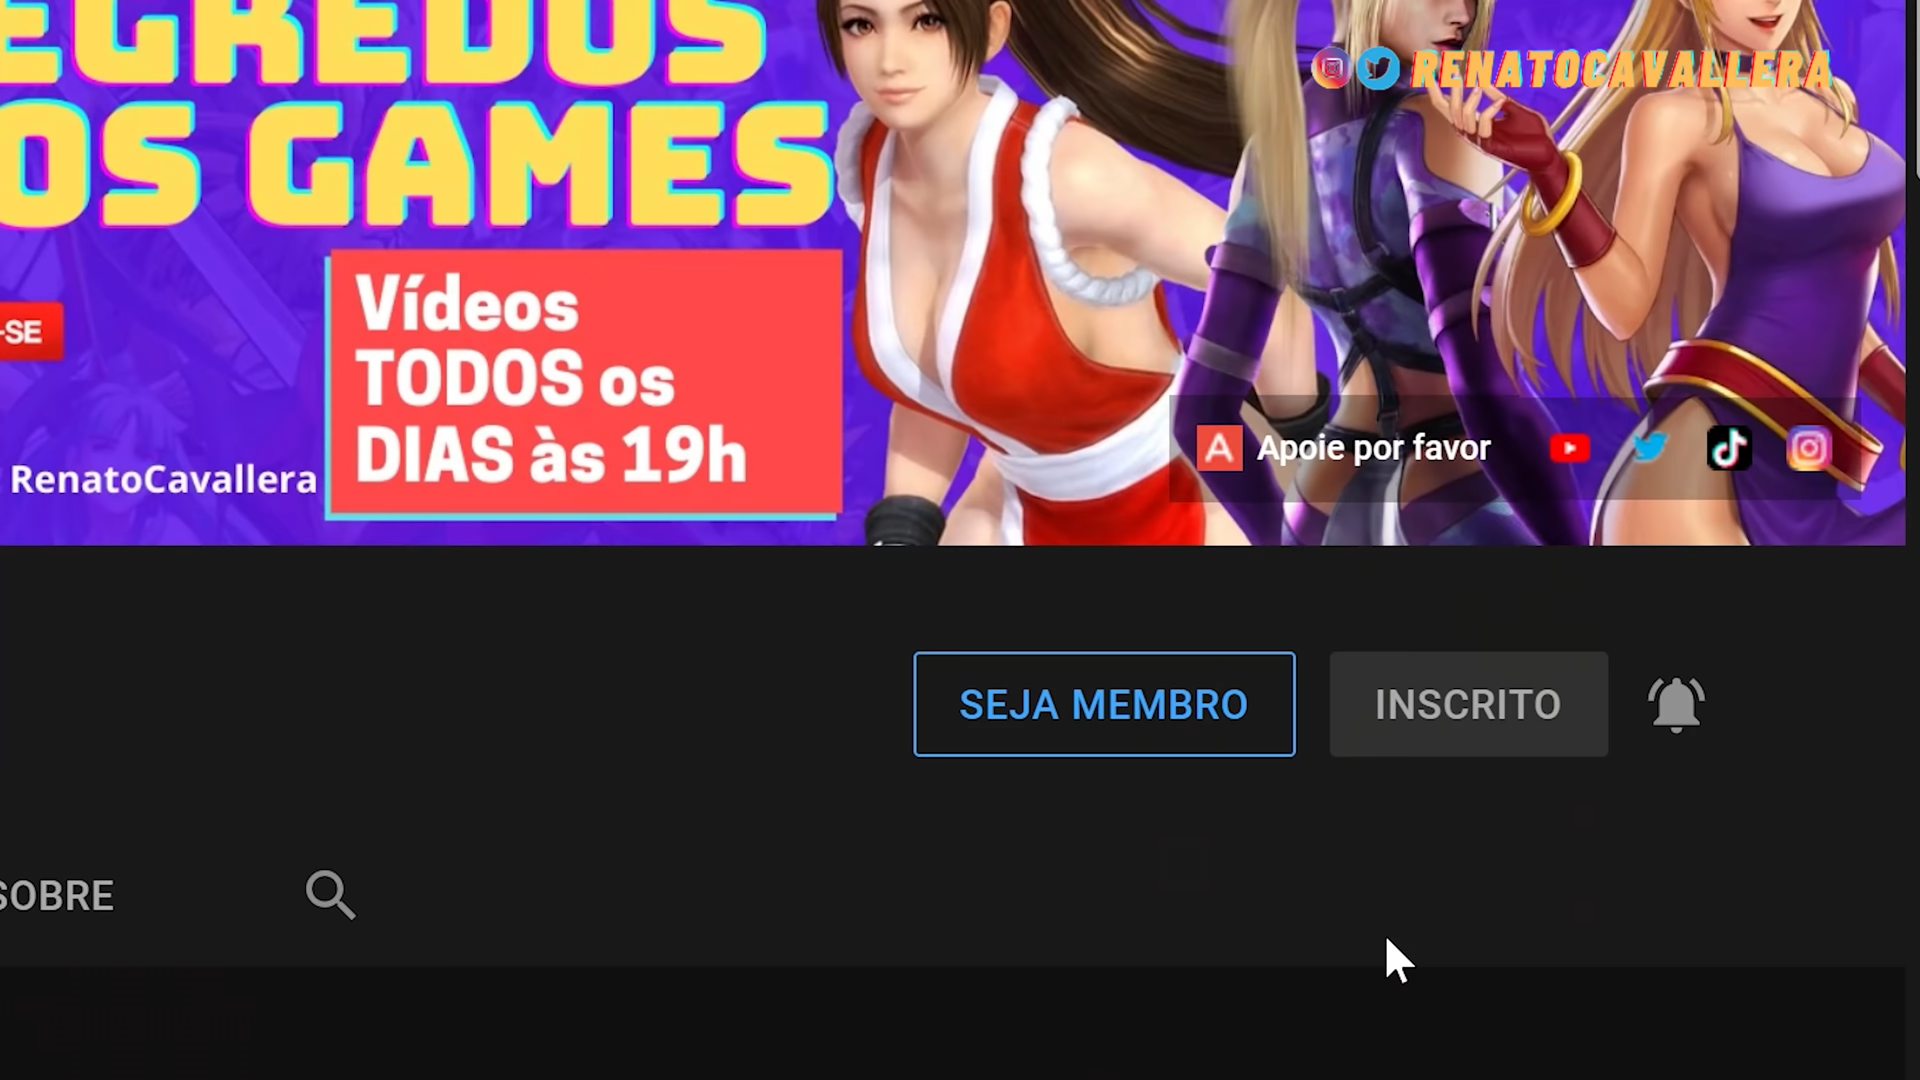 EGREDOS
OS GAMES
RENATOCAVALLERA
Vídeos
TODOS os
DIAS às 19h
-SE
RenatoCavallera
Apoie por favor
SEJA MEMBRO
INSCRITO
SOBRE